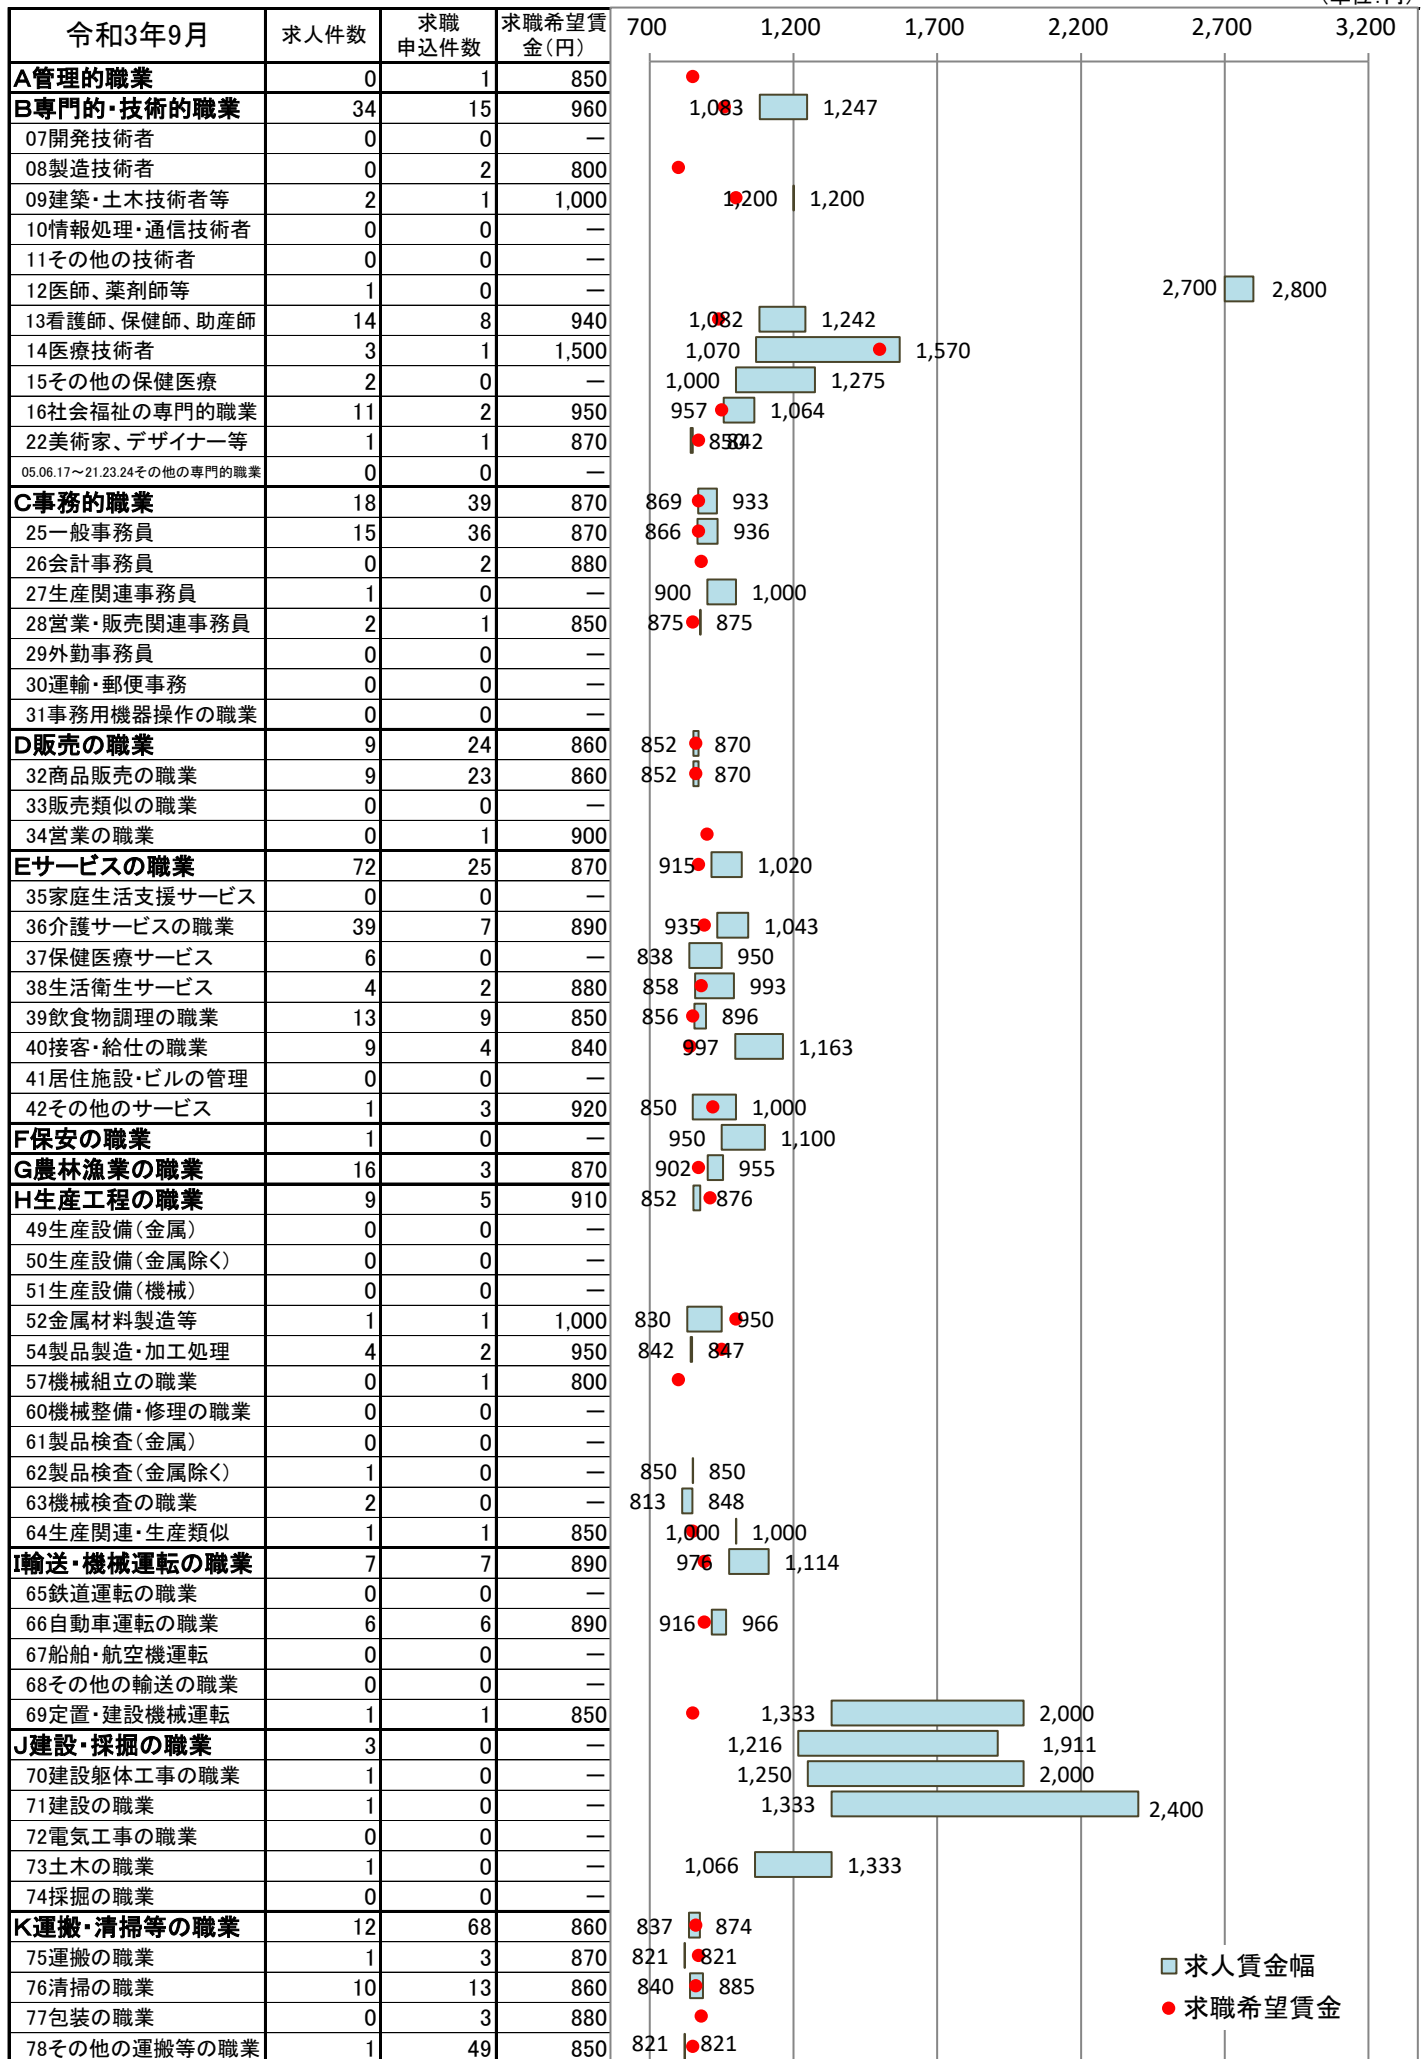 (単位:円)
令和3年9月 求人件数 求職申込件数 求職希望賃金(円) 700 1,200 1,700 2,200 2,700 3,200
A管理的職業 0 1 850
B専門的・技術的職業 34 15 960 1,083 1,247
07開発技術者 0 0 ―
08製造技術者 0 2 800
09建築・土木技術者等 2 1 1,000 1,200 1,200
10情報処理・通信技術者 0 0 ―
11その他の技術者 0 0 ―
12医師、薬剤師等 1 0 ― 2,700 2,800
13看護師、保健師、助産師 14 8 940 1,082 1,242
14医療技術者 3 1 1,500 1,070 1,570
15その他の保健医療 2 0 ― 1,000 1,275
16社会福祉の専門的職業 11 2 950 957 1,064
22美術家、デザイナー等 1 1 870 850 842
05.06.17～21.23.24その他の専門的職業 0 0 ―
C事務的職業 18 39 870 869 933
25一般事務員 15 36 870 866 936
26会計事務員 0 2 880
27生産関連事務員 1 0 ― 900 1,000
28営業・販売関連事務員 2 1 850 875 875
29外勤事務員 0 0 ―
30運輸・郵便事務 0 0 ―
31事務用機器操作の職業 0 0 ―
D販売の職業 9 24 860 852 870
32商品販売の職業 9 23 860 852 870
33販売類似の職業 0 0 ―
34営業の職業 0 1 900
Eサービスの職業 72 25 870 915 1,020
35家庭生活支援サービス 0 0 ―
36介護サービスの職業 39 7 890 935 1,043
37保健医療サービス 6 0 ― 838 950
38生活衛生サービス 4 2 880 858 993
39飲食物調理の職業 13 9 850 856 896
40接客・給仕の職業 9 4 840 997 1,163
41居住施設・ビルの管理 0 0 ―
42その他のサービス 1 3 920 850 1,000
F保安の職業 1 0 ― 950 1,100
G農林漁業の職業 16 3 870 902 955
H生産工程の職業 9 5 910 852 876
49生産設備(金属) 0 0 ―
50生産設備(金属除く) 0 0 ―
51生産設備(機械) 0 0 ―
52金属材料製造等 1 1 1,000 830 950
54製品製造・加工処理 4 2 950 842 847
57機械組立の職業 0 1 800
60機械整備・修理の職業 0 0 ―
61製品検査(金属) 0 0 ―
62製品検査(金属除く) 1 0 ― 850 850
63機械検査の職業 2 0 ― 813 848
64生産関連・生産類似 1 1 850 1,000 1,000
I輸送・機械運転の職業 7 7 890 976 1,114
65鉄道運転の職業 0 0 ―
66自動車運転の職業 6 6 890 916 966
67船舶・航空機運転 0 0 ―
68その他の輸送の職業 0 0 ―
69定置・建設機械運転 1 1 850 1,333 2,000
J建設・採掘の職業 3 0 ― 1,216 1,911
70建設躯体工事の職業 1 0 ― 1,250 2,000
71建設の職業 1 0 ― 1,333 2,400
72電気工事の職業 0 0 ―
73土木の職業 1 0 ― 1,066 1,333
74採掘の職業 0 0 ―
K運搬・清掃等の職業 12 68 860 837 874
75運搬の職業 1 3 870 821 821
76清掃の職業 10 13 860 840 885
77包装の職業 0 3 880
78その他の運搬等の職業 1 49 850 821 821
求人賃金幅
求職希望賃金